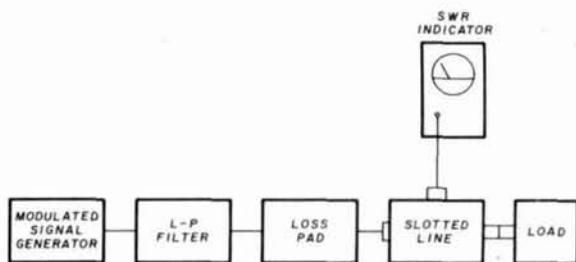 SWR
INDICATOR
MODULATED
SIGNAL
GENERATOR
L-P
FILTER
LOSS
PAD
SLOTTED
LINE
LOAD